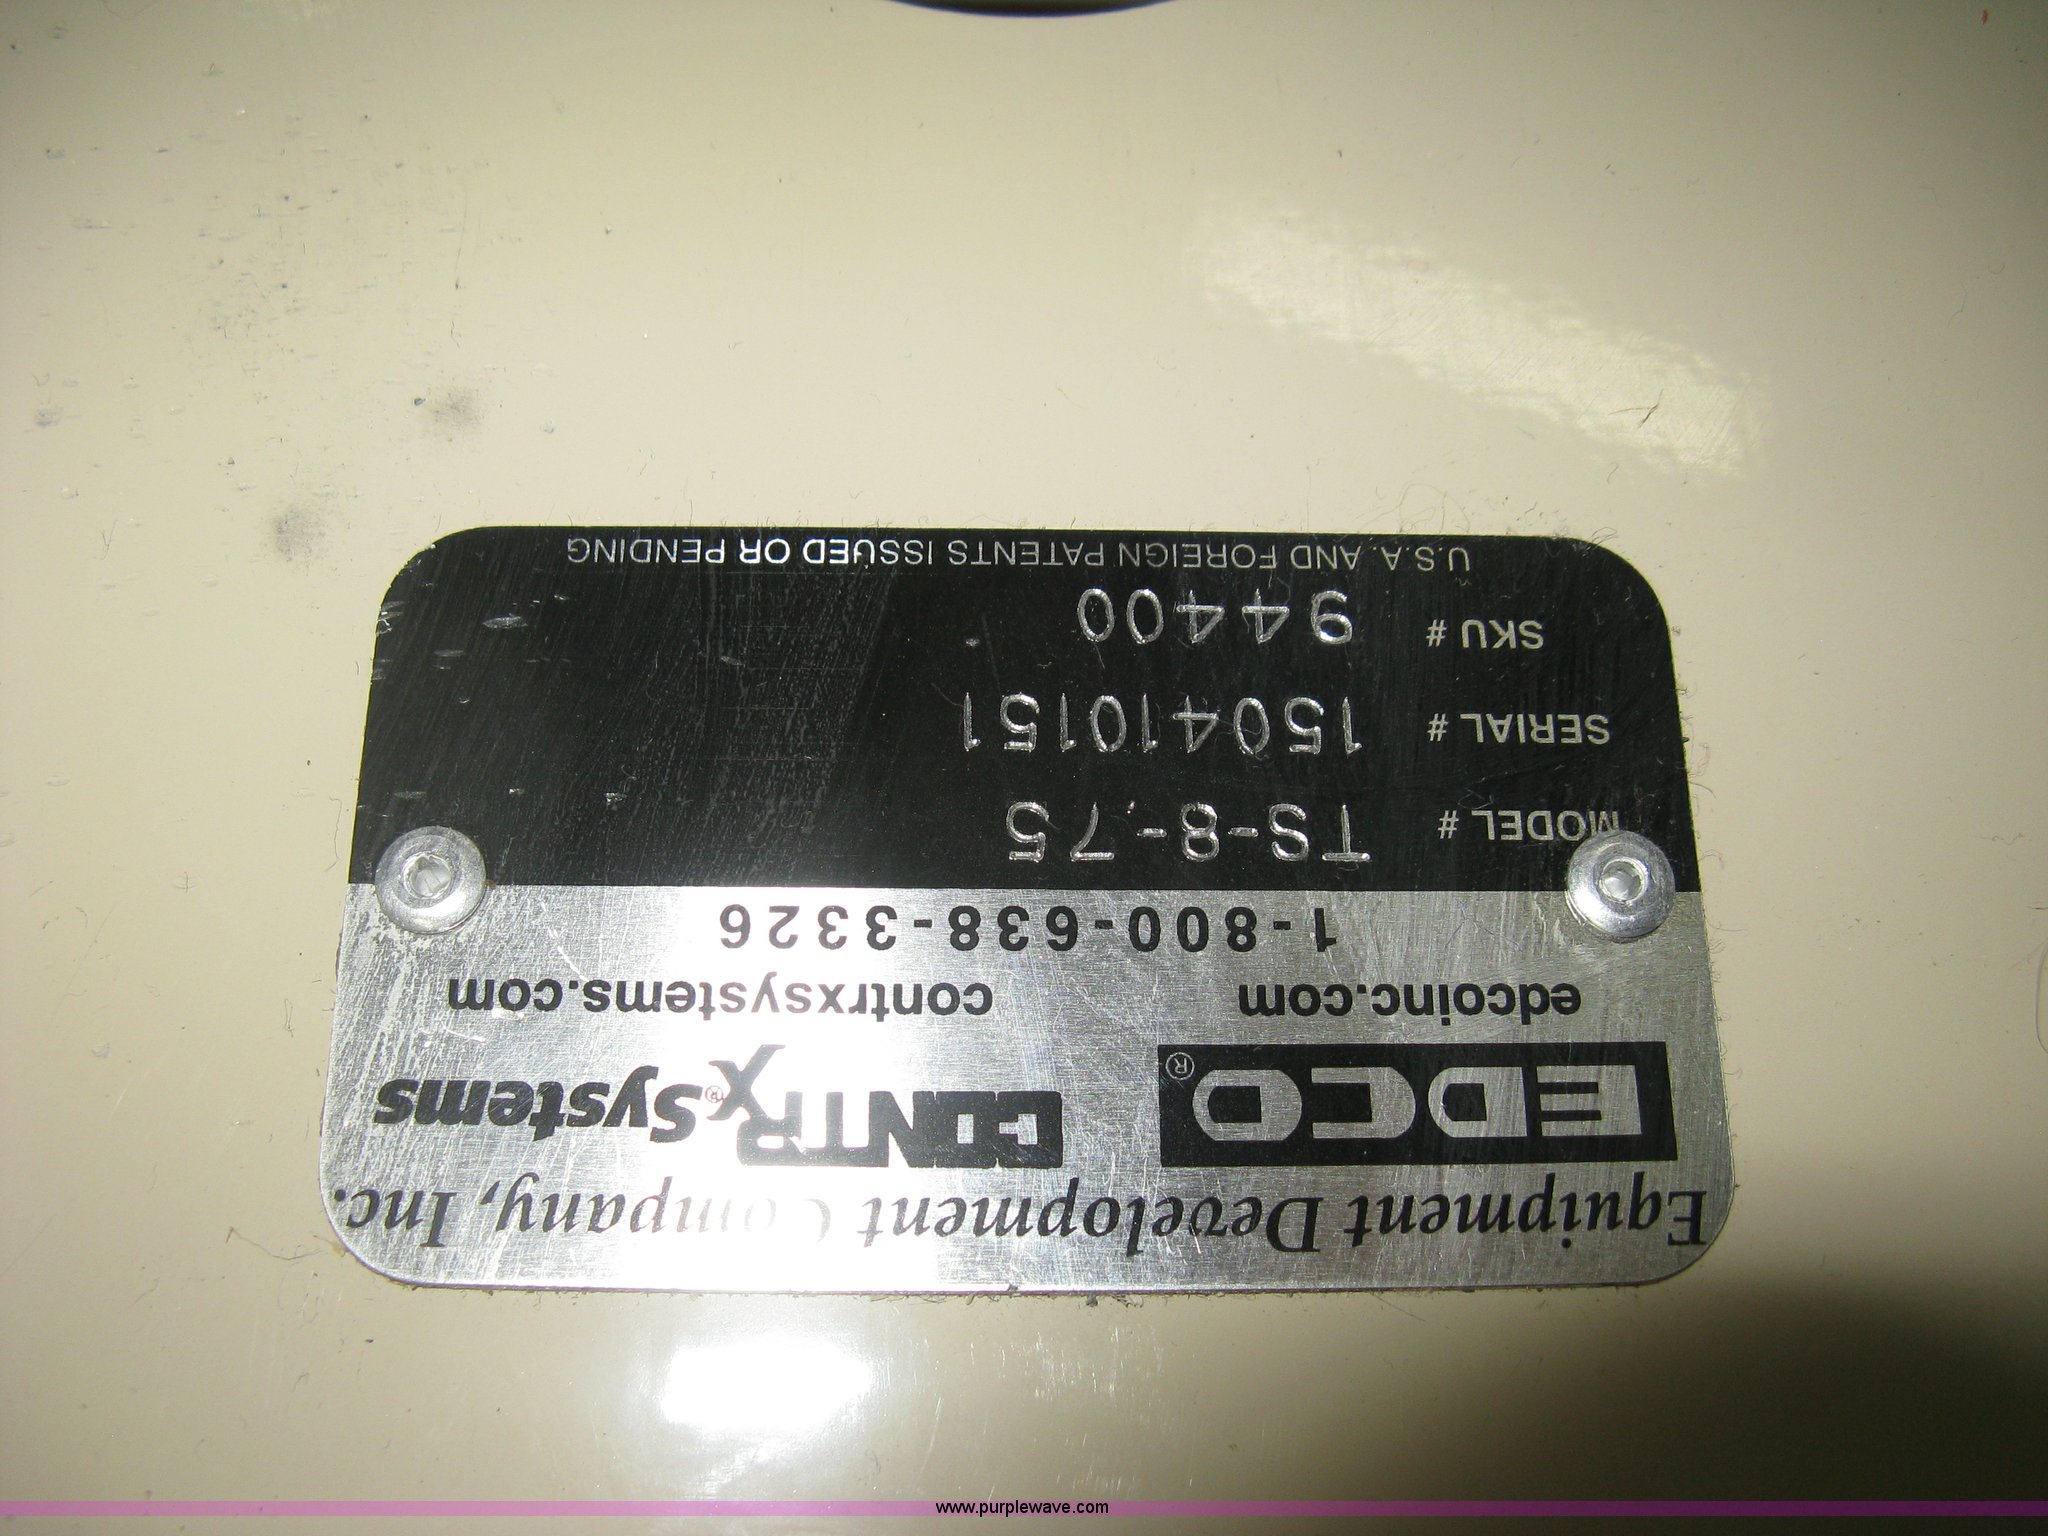 Equipment Development Company, Inc.
EDCO® CONTRx® Systems
edcoinc.com contrxsystems.com
1-800-638-3326
MODEL # TS-8-.75
SERIAL # 150410151
SKU # 94400
U.S.A. AND FOREIGN PATENTS ISSUED OR PENDING
www.purplewave.com